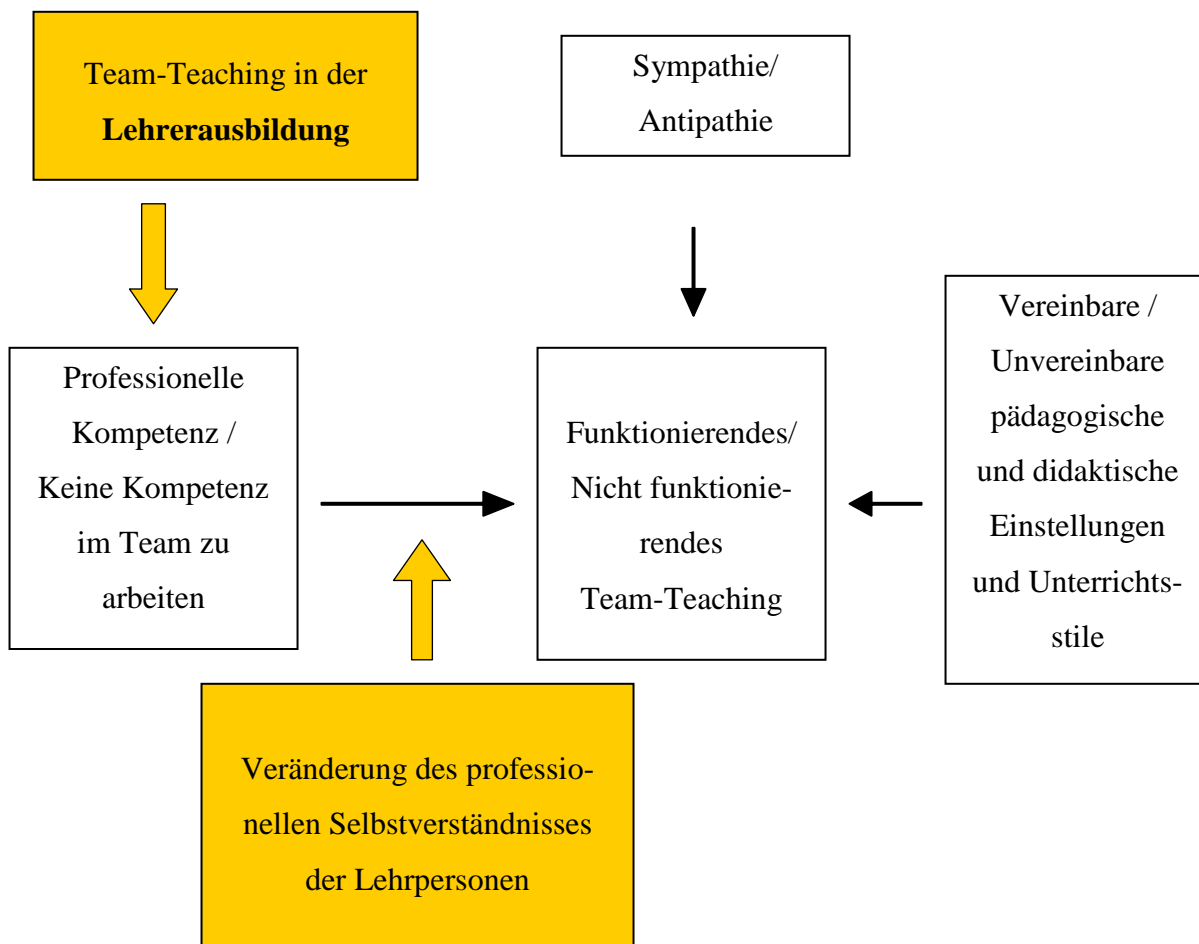 Team-Teaching in der
Lehrerausbildung
Sympathie/
Antipathie
Professionelle
Kompetenz /
Keine Kompetenz
im Team zu
arbeiten
Funktionierendes/
Nicht funktionie-
rendes
Team-Teaching
Vereinbare /
Unvereinbare
pädagogische
und didaktische
Einstellungen
und Unterrichts-
stile
Veränderung des professio-
nellen Selbstverständnisses
der Lehrpersonen